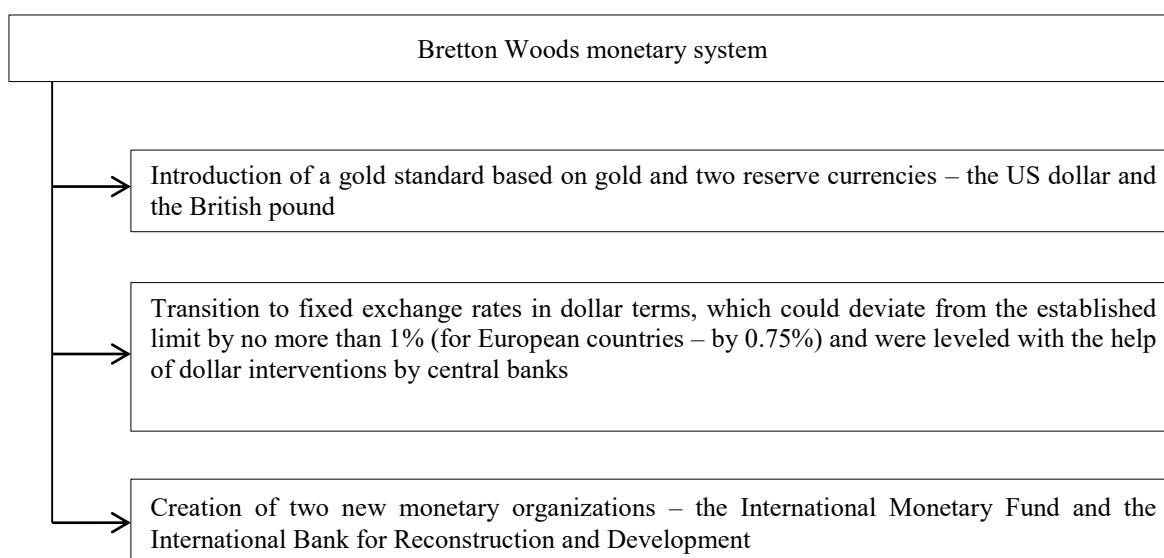 Bretton Woods monetary system
Introduction of a gold standard based on gold and two reserve currencies – the US dollar and
the British pound
Transition to fixed exchange rates in dollar terms, which could deviate from the established
limit by no more than 1% (for European countries – by 0.75%) and were leveled with the help
of dollar interventions by central banks
Creation of two new monetary organizations – the International Monetary Fund and the
International Bank for Reconstruction and Development